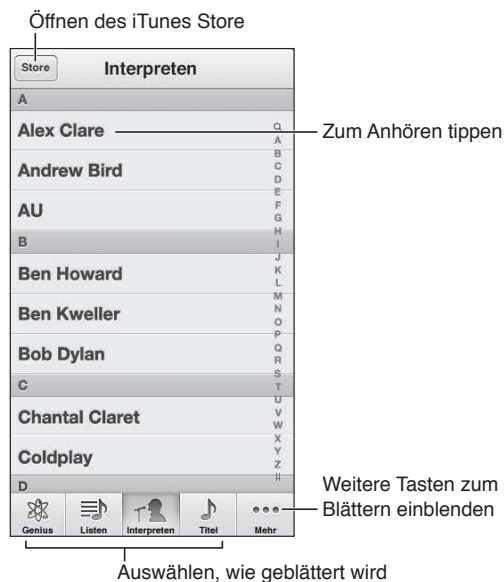 Öffnen des iTunes Store
Store
Interpreten
A
Alex Clare
Zum Anhören tippen
Andrew Bird
AU
B
Ben Howard
Ben Kweller
Bob Dylan
C
Chantal Claret
Coldplay
D
A
B
C
D
E
F
G
H
I
J
K
L
M
N
O
P
Q
R
S
T
U
V
W
X
Y
Z
#
Weitere Tasten zum
Blättern einblenden
Genius
Listen
Interpreten
Titel
Mehr
Auswählen, wie geblättert wird